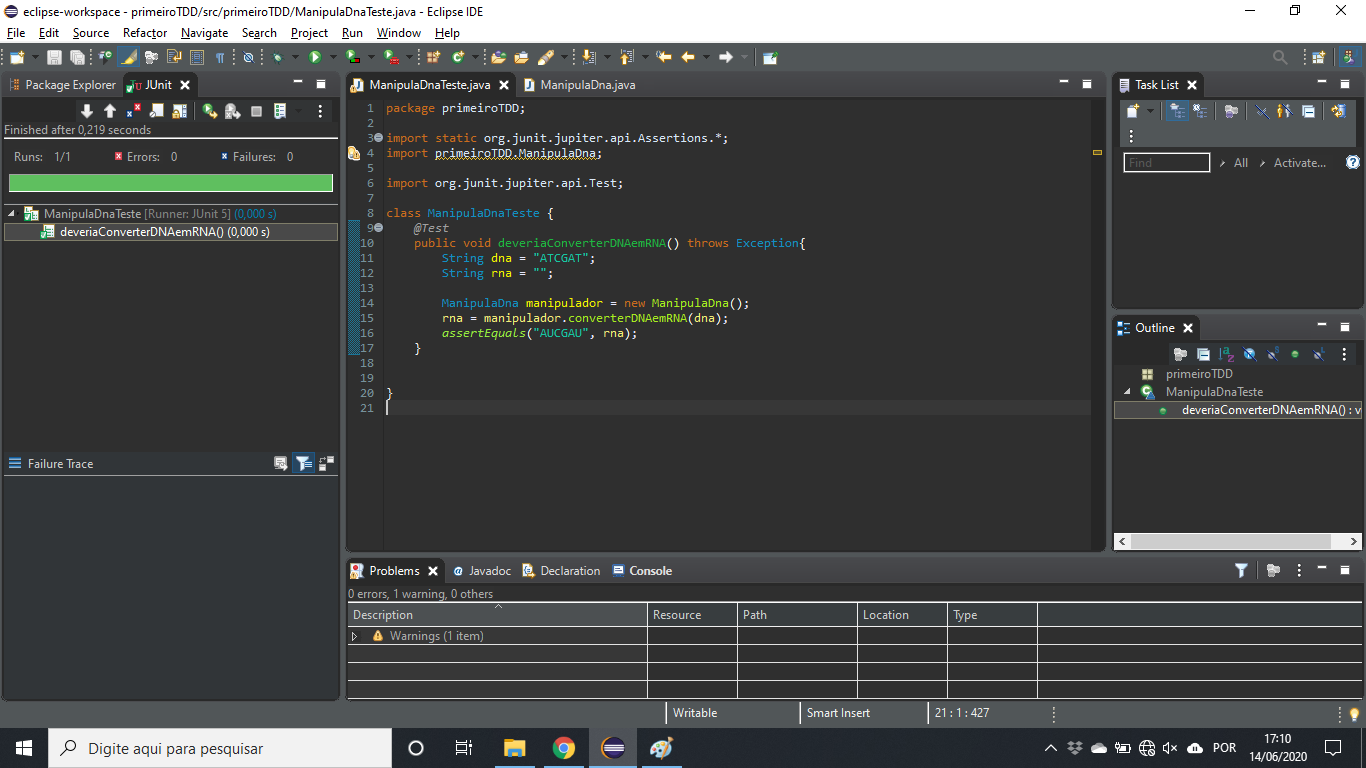 eclipse-workspace - primeiroTDD/src/primeiroTDD/ManipulaDnaTeste.java - Eclipse IDE
File Edit Source Refactor Navigate Search Project Run Window Help
Package Explorer JUnit
Finished after 0,219 seconds
Runs: 1/1 Errors: 0 Failures: 0
ManipulaDnaTeste [Runner: JUnit 5] (0,000 s)
deveriaConverterDNAemRNA() (0,000 s)
Failure Trace
ManipulaDnaTeste.java ManipulaDna.java
1 package primeiroTDD;
2
3 import static org.junit.jupiter.api.Assertions.*;
4 import primeiroTDD.ManipulaDna;
5
6 import org.junit.jupiter.api.Test;
7
8 class ManipulaDnaTeste {
9 @Test
10 public void deveriaConverterDNAemRNA() throws Exception{
11 String dna = "ATCGAT";
12 String rna = "";
13
14 ManipulaDna manipulador = new ManipulaDna();
15 rna = manipulador.converterDNAemRNA(dna);
16 assertEquals("AUCGAU", rna);
17 }
18
19
20 }
21
Task List
Find All Activate...
Outline
primeiroTDD
ManipulaDnaTeste
deveriaConverterDNAemRNA() : v
Problems Javadoc Declaration Console
0 errors, 1 warning, 0 others
Description Resource Path Location Type
Warnings (1 item)
Writable Smart Insert 21 : 1 : 427
Digite aqui para pesquisar
POR
17:10
14/06/2020